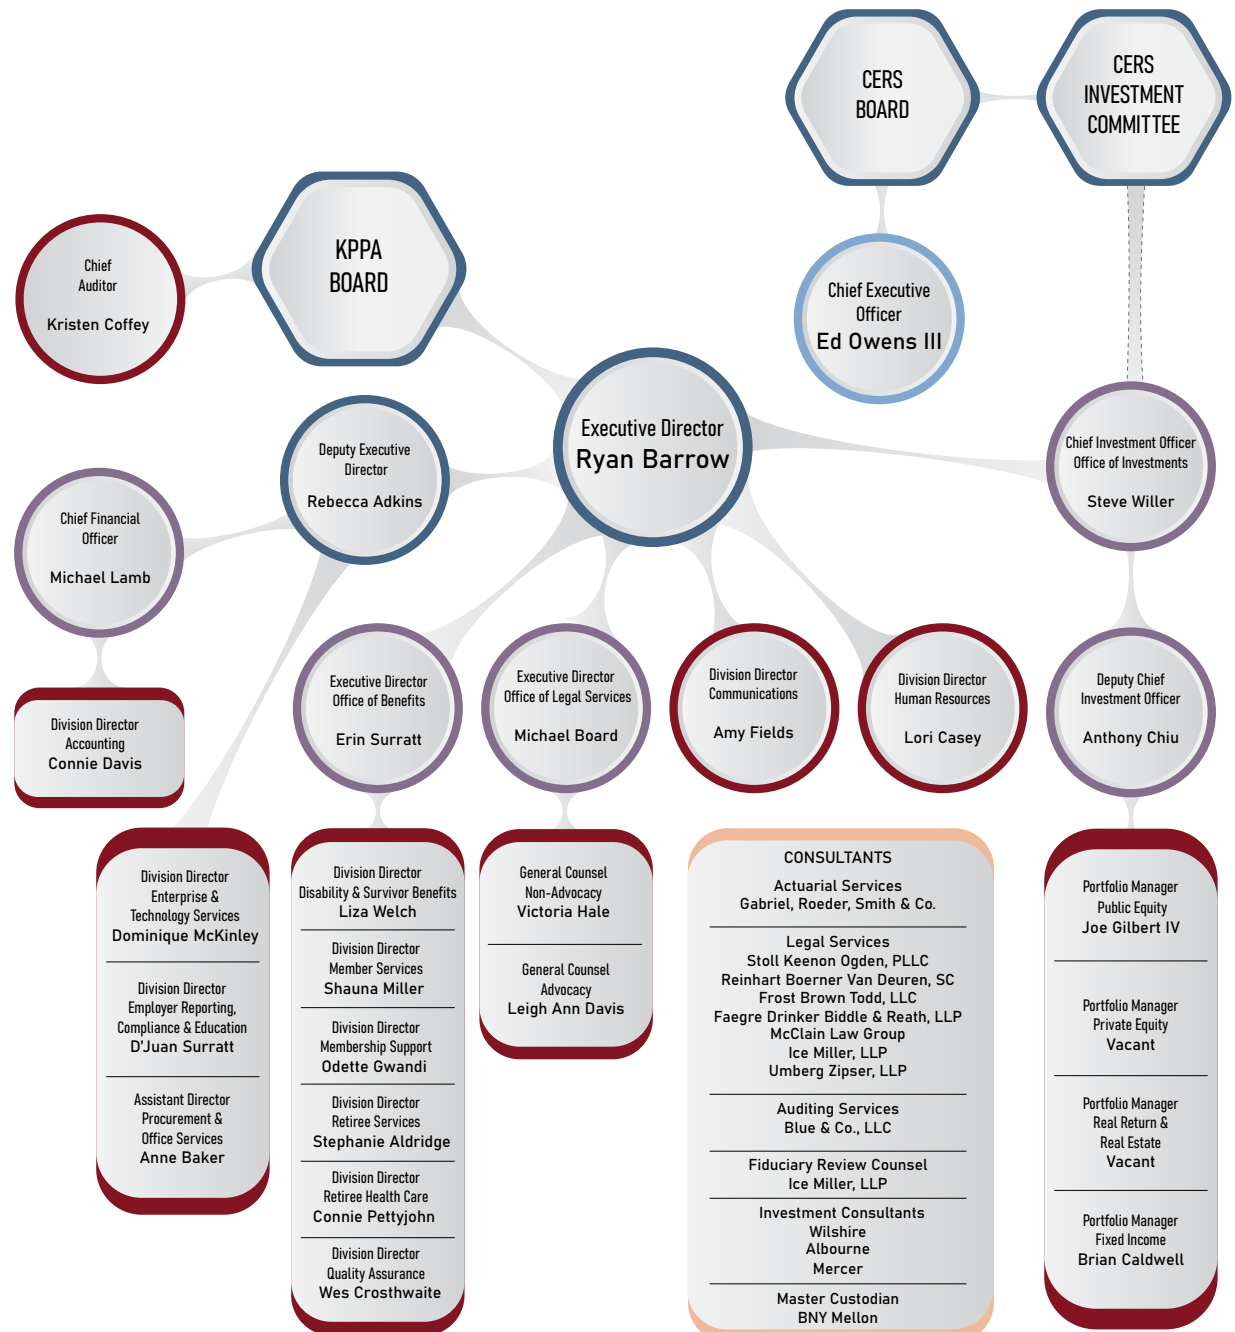 CERS
BOARD
CERS
INVESTMENT
COMMITTEE
KPPA
BOARD
Chief
Auditor
Kristen Coffey
Chief Executive
Officer
Ed Owens III
Executive Director
Ryan Barrow
Deputy Executive
Director
Rebecca Adkins
Chief Investment Officer
Office of Investments
Steve Willer
Chief Financial
Officer
Michael Lamb
Executive Director
Office of Benefits
Erin Surratt
Executive Director
Office of Legal Services
Michael Board
Division Director
Communications
Amy Fields
Division Director
Human Resources
Lori Casey
Deputy Chief
Investment Officer
Anthony Chiu
Division Director
Accounting
Connie Davis
Division Director
Enterprise &
Technology Services
Dominique McKinley
Division Director
Employer Reporting,
Compliance & Education
D'Juan Surratt
Assistant Director
Procurement &
Office Services
Anne Baker
Division Director
Disability & Survivor Benefits
Liza Welch
Division Director
Member Services
Shauna Miller
Division Director
Membership Support
Odette Gwandi
Division Director
Retiree Services
Stephanie Aldridge
Division Director
Retiree Health Care
Connie Pettyjohn
Division Director
Quality Assurance
Wes Crosthwaite
General Counsel
Non-Advocacy
Victoria Hale
General Counsel
Advocacy
Leigh Ann Davis
CONSULTANTS
Actuarial Services
Gabriel, Roeder, Smith & Co.
Legal Services
Stoll Keenon Ogden, PLLC
Reinhart Boerner Van Deuren, SC
Frost Brown Todd, LLC
Faegre Drinker Biddle & Reath, LLP
McClain Law Group
Ice Miller, LLP
Umberg Zipser, LLP
Auditing Services
Blue & Co., LLC
Fiduciary Review Counsel
Ice Miller, LLP
Investment Consultants
Wilshire
Albourne
Mercer
Master Custodian
BNY Mellon
Portfolio Manager
Public Equity
Joe Gilbert IV
Portfolio Manager
Private Equity
Vacant
Portfolio Manager
Real Return &
Real Estate
Vacant
Portfolio Manager
Fixed Income
Brian Caldwell